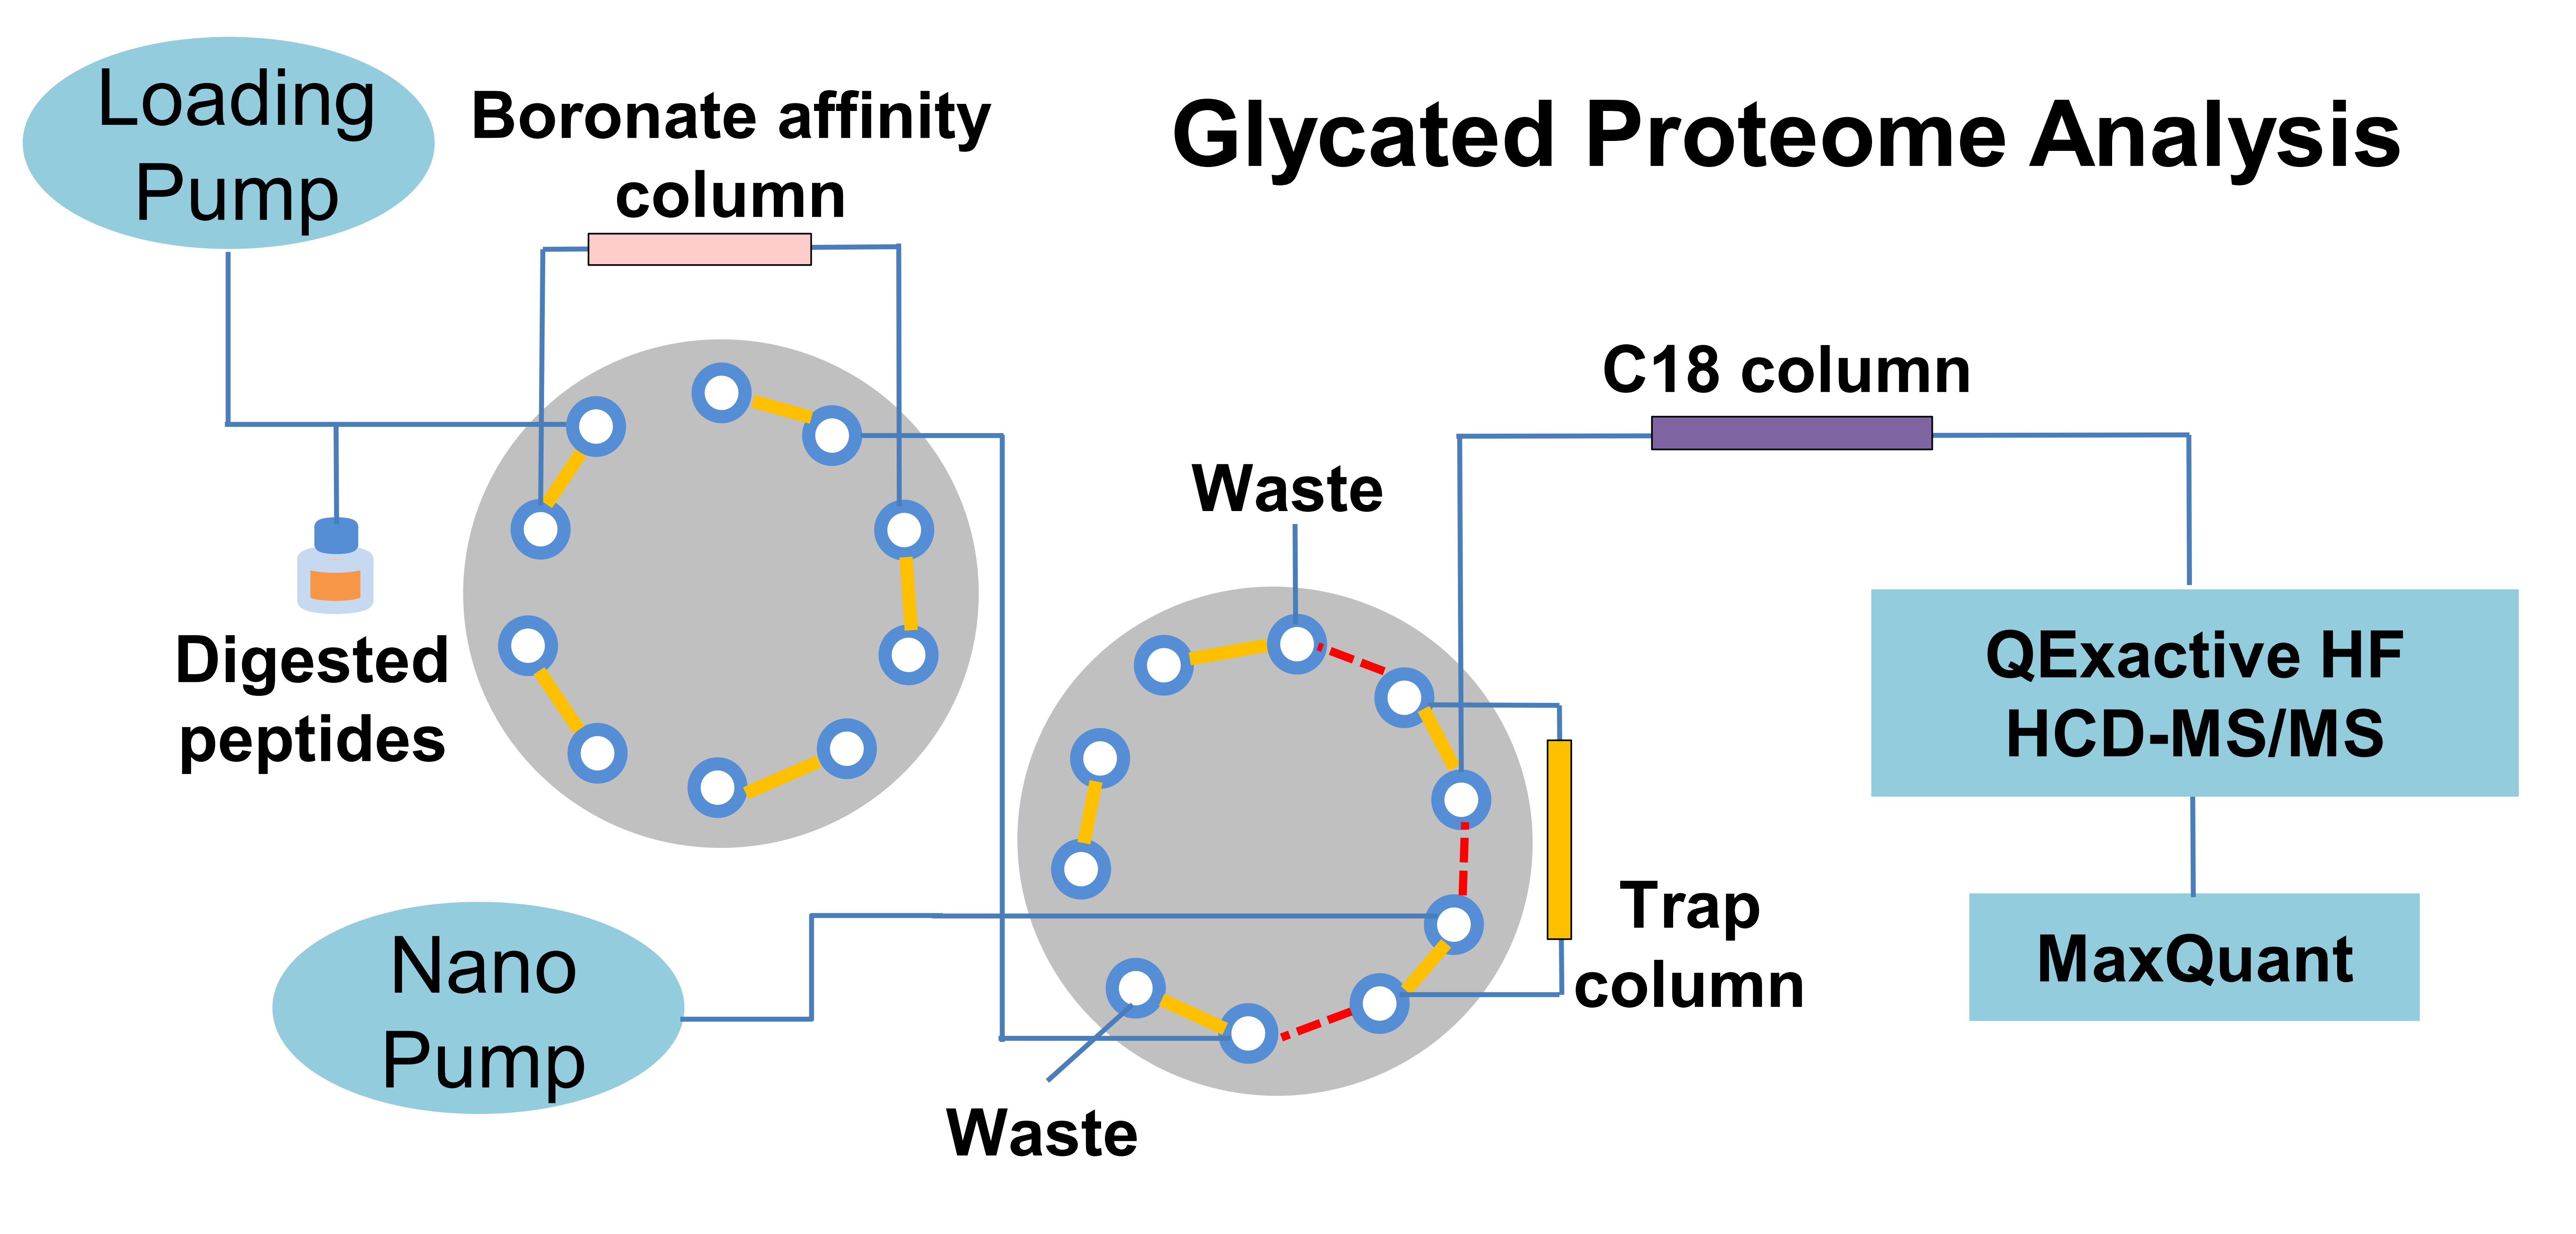 Loading
Pump
Boronate affinity
column
Glycated Proteome Analysis
C18 column
Waste
Digested
peptides
QExactive HF
HCD-MS/MS
Trap
column
Nano
Pump
MaxQuant
Waste